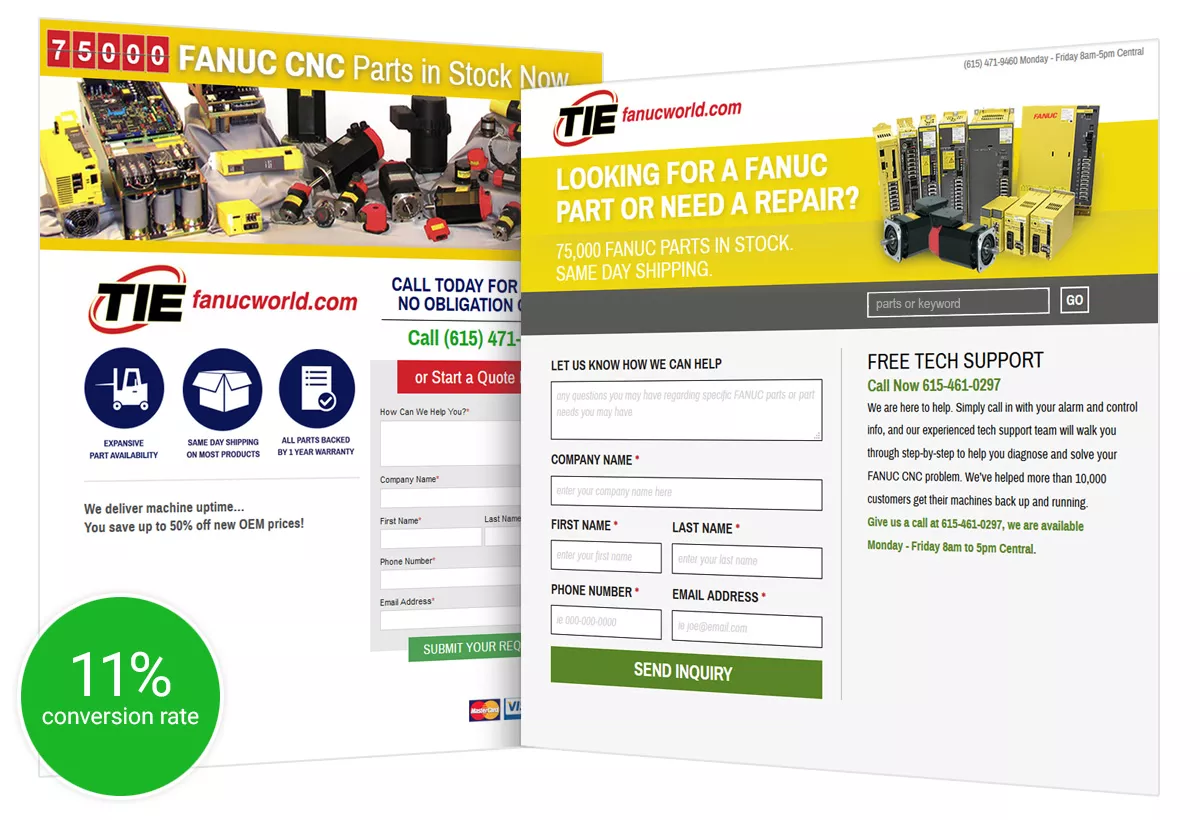 75000 FANUC CNC Parts in Stock Now
TIE fanucworld.com
CALL TODAY FOR
NO OBLIGATION
Call (615) 471-
or Start a Quote
EXPANSIVE
PART AVAILABILITY
SAME DAY SHIPPING
ON MOST PRODUCTS
ALL PARTS BACKED
BY 1 YEAR WARRANTY
We deliver machine uptime...
You save up to 50% off new OEM prices!
How Can We Help You?*
Company Name*
First Name*
Last Name
Phone Number*
Email Address*
SUBMIT YOUR REQ
MasterCard
VIS
11%
conversion rate
(615) 471-9460 Monday - Friday 8am-5pm Central
TIE fanucworld.com
LOOKING FOR A FANUC
PART OR NEED A REPAIR?
75,000 FANUC PARTS IN STOCK.
SAME DAY SHIPPING.
FANUC
parts or keyword
GO
LET US KNOW HOW WE CAN HELP
any questions you may have regarding specific FANUC parts or part
needs you may have
COMPANY NAME *
enter your company name here
FIRST NAME *
LAST NAME *
enter your first name
enter your last name
PHONE NUMBER *
EMAIL ADDRESS *
ie 000-000-0000
ie joe@email.com
SEND INQUIRY
FREE TECH SUPPORT
Call Now 615-461-0297
We are here to help. Simply call in with your alarm and control
info, and our experienced tech support team will walk you
through step-by-step to help you diagnose and solve your
FANUC CNC problem. We've helped more than 10,000
customers get their machines back up and running.
Give us a call at 615-461-0297, we are available
Monday - Friday 8am to 5pm Central.